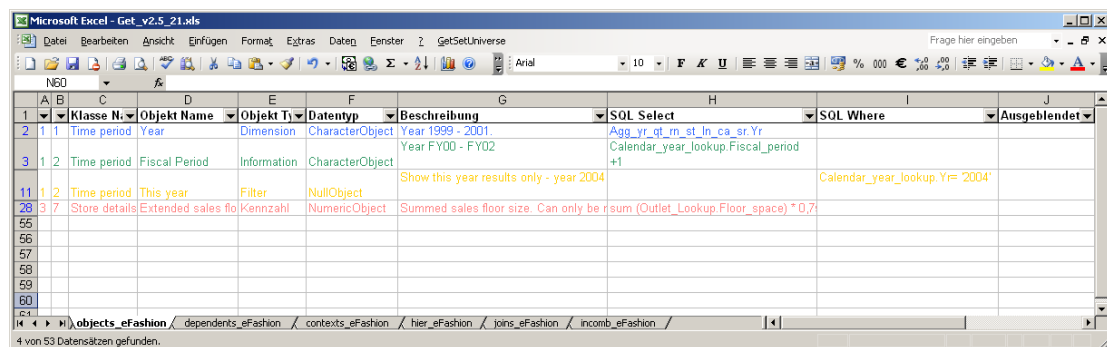 Microsoft Excel - Get_v2.5_21.xls
Datei Bearbeiten Ansicht Einfügen Format Extras Daten Fenster ? GetSetUniverse Frage hier eingeben
Arial 10 F K U % 000 €
N60 fx
A B C D E F G H I J
1 Klasse Na Objekt Name Objekt Ty Datentyp Beschreibung SQL Select SQL Where Ausgeblendet
2 1 1 Time period Year Dimension CharacterObject Year 1999 - 2001. Agg_yr_qt_rn_st_ln_ca_sr.Yr
Year FY00 - FY02 Calendar_year_lookup.Fiscal_period
3 1 2 Time period Fiscal Period Information CharacterObject +1
Show this year results only - year 2004 Calendar_year_lookup.Yr= '2004'
11 1 2 Time period This year Filter NullObject
28 3 7 Store details Extended sales flo Kennzahl NumericObject Summed sales floor size. Can only be r sum (Outlet_Lookup.Floor_space) * 0,7
55
56
57
58
59
60
61
objects_eFashion dependents_eFashion contexts_eFashion hier_eFashion joins_eFashion incomb_eFashion
4 von 53 Datensätzen gefunden.